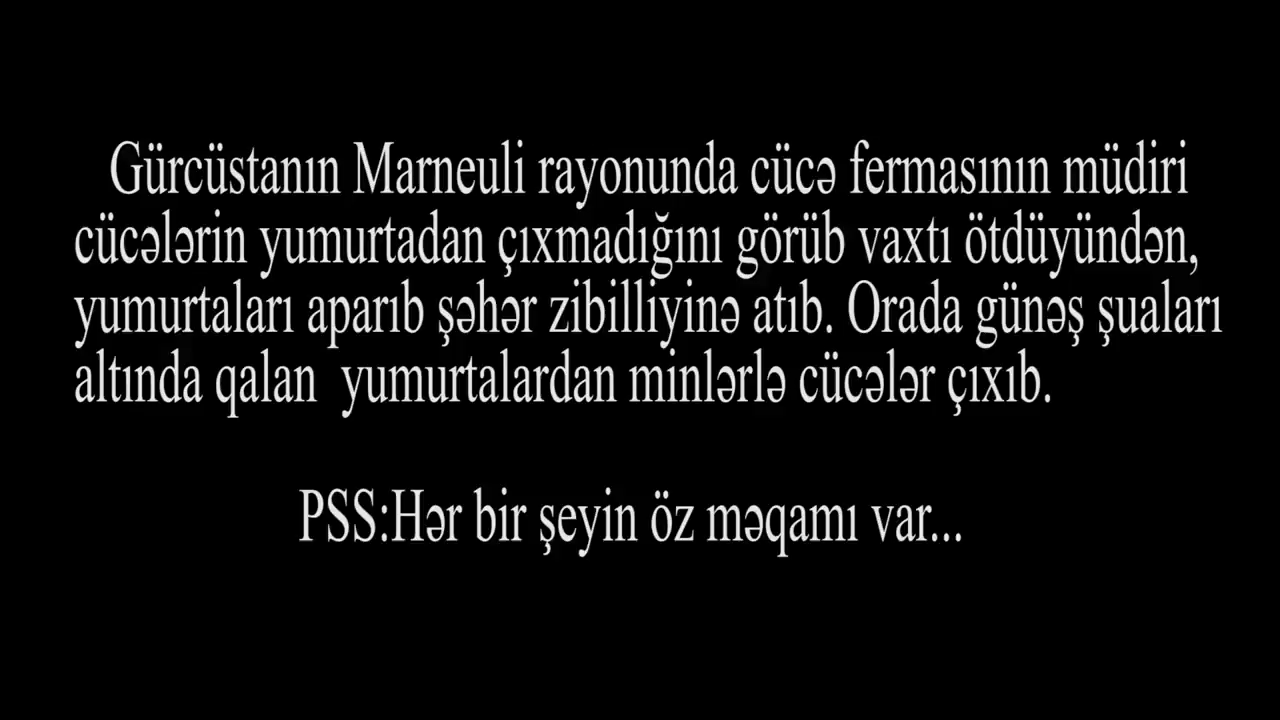 Gürcüstanın Marneuli rayonunda cücə fermasının müdiri
cücələrin yumurtadan çıxmadığını görüb vaxtı ötdüyündən,
yumurtaları aparıb şəhər zibilliyinə atıb. Orada günəş şuaları
altında qalan yumurtalardan minlərlə cücələr çıxıb.
PSS:Hər bir şeyin öz məqamı var...